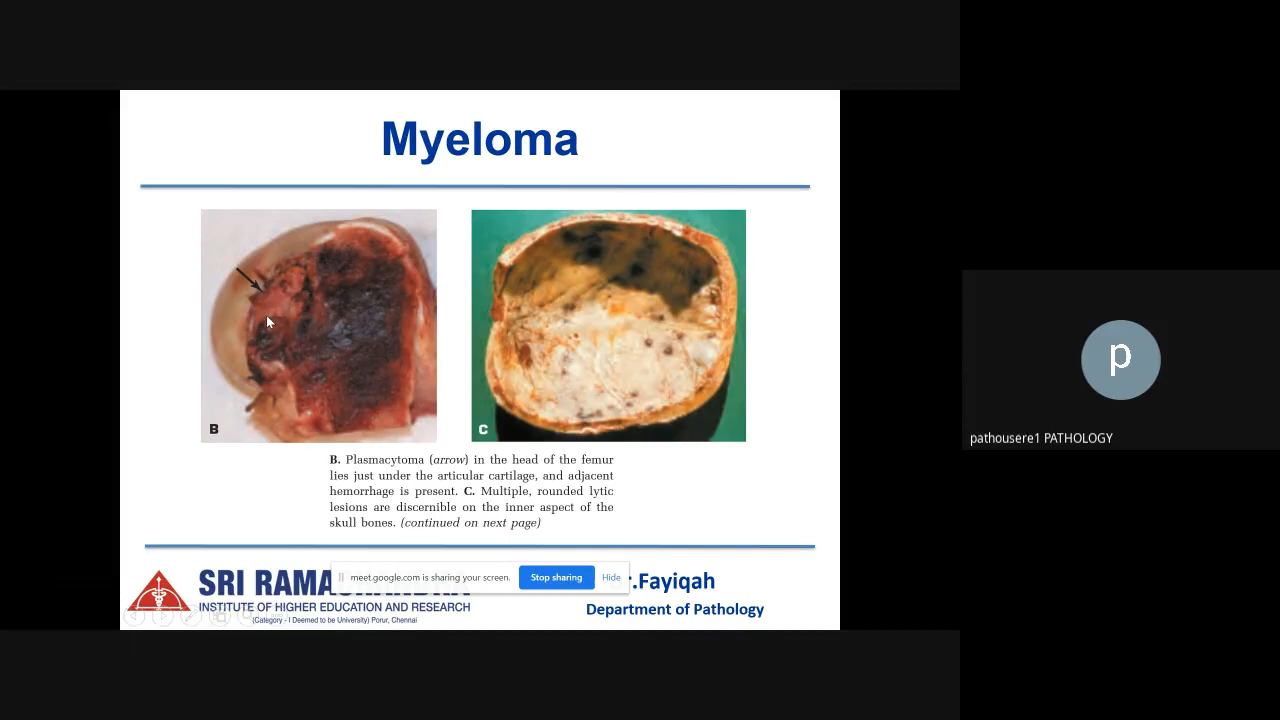 Myeloma
B
C
B. Plasmacytoma (arrow) in the head of the femur
lies just under the articular cartilage, and adjacent
hemorrhage is present. C. Multiple, rounded lytic
lesions are discernible on the inner aspect of the
skull bones. (continued on next page)
SRI
meet.google.com is sharing your screen.
Stop sharing
Hide
.Fayiqah
INSTITUTE OF HIGHER EDUCATION AND RESEARCH
(Category - I Deemed to be University) Porur, Chennai
Department of Pathology
p
pathousere1 PATHOLOGY